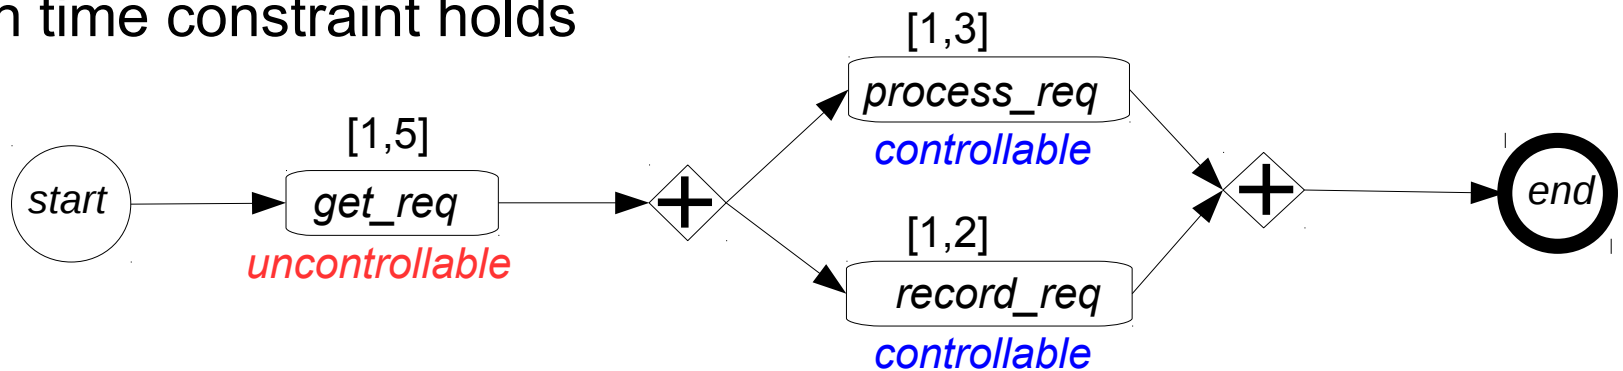 n time constraint holds
[1,3]
process_req
controllable
[1,5]
start
get_req
uncontrollable
end
[1,2]
record_req
controllable